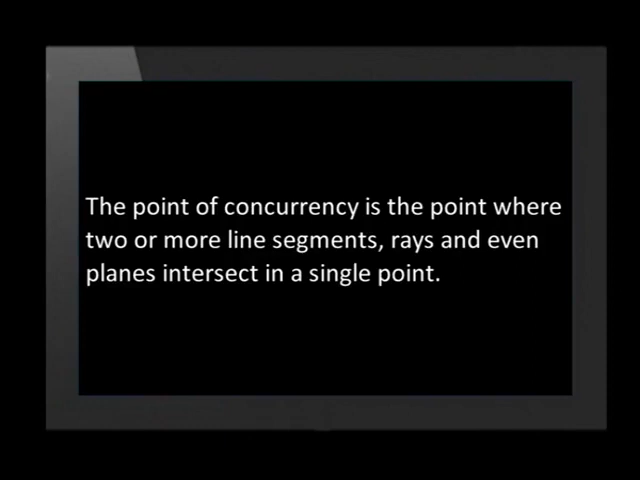 The point of concurrency is the point where
two or more line segments, rays and even
planes intersect in a single point.